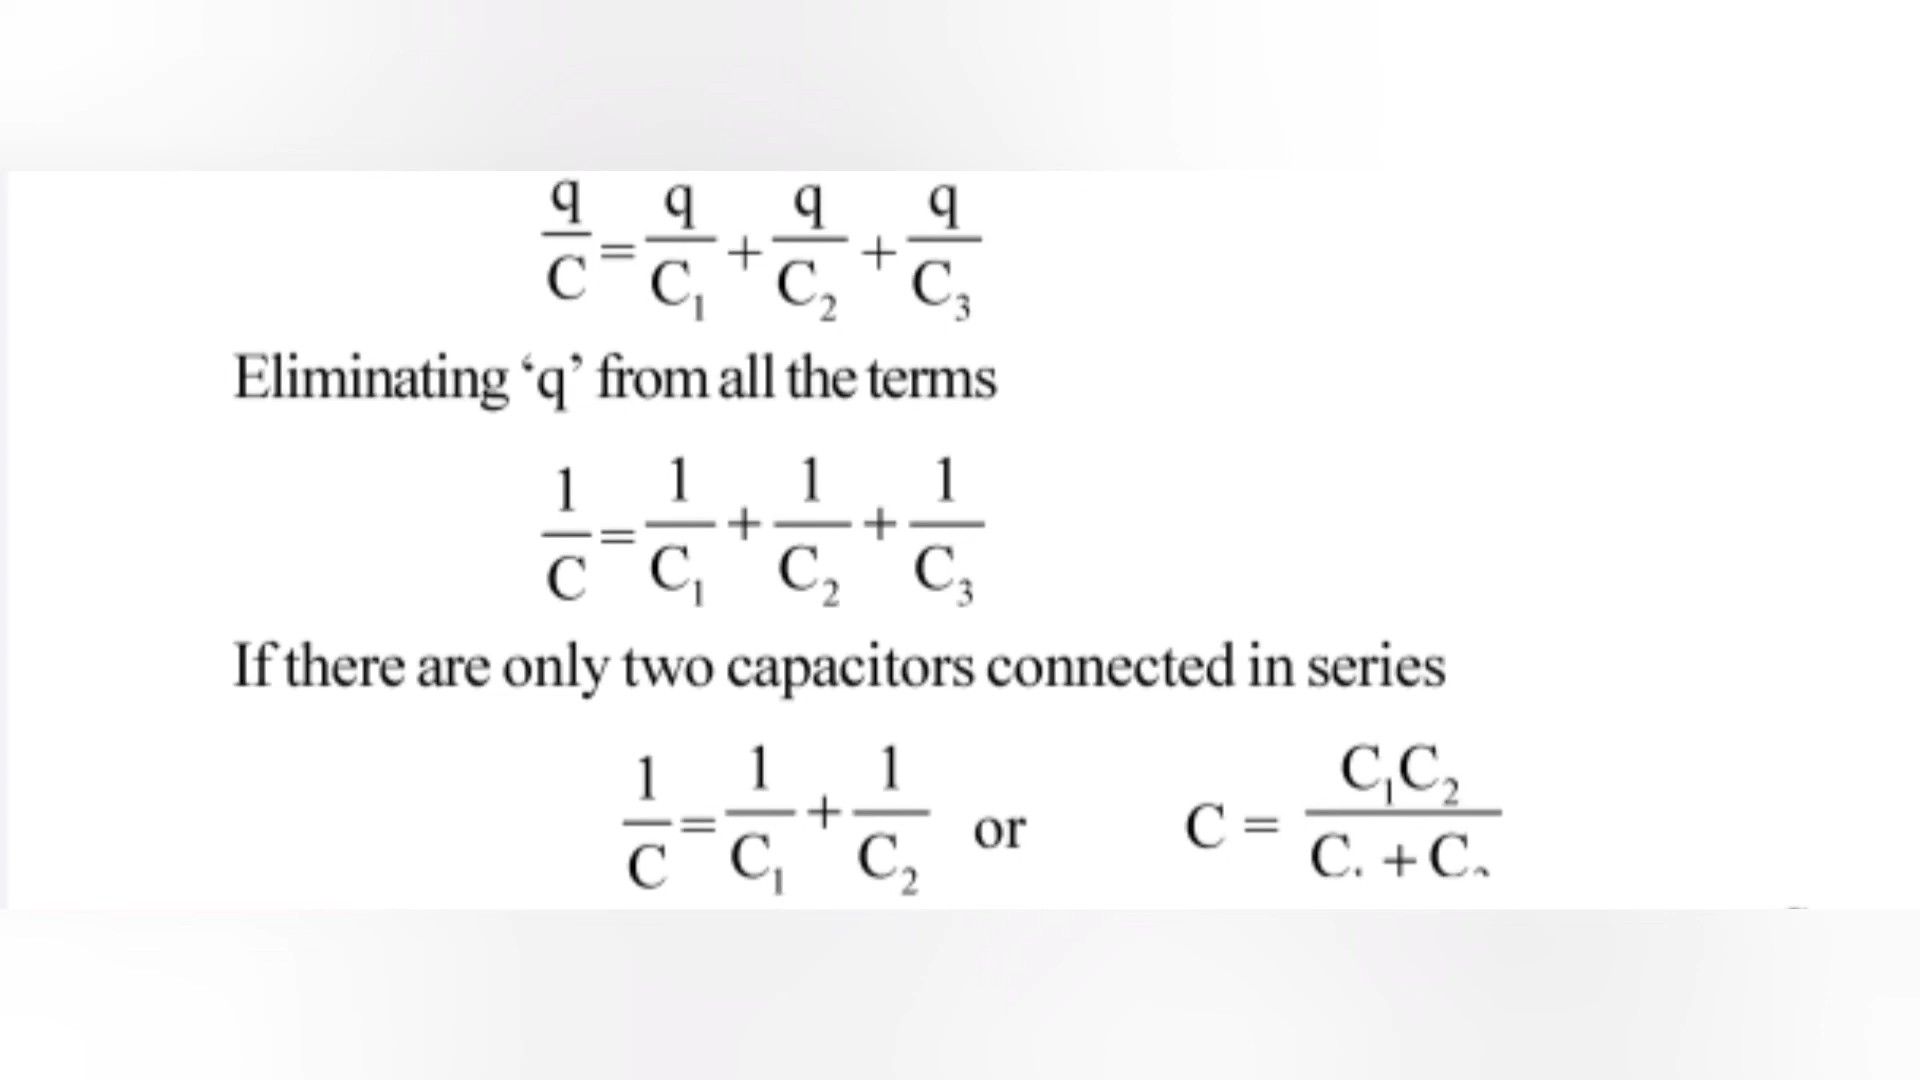 q/C = q/C₁ + q/C₂ + q/C₃
Eliminating ‘q’ from all the terms
1/C = 1/C₁ + 1/C₂ + 1/C₃
If there are only two capacitors connected in series
1/C = 1/C₁ + 1/C₂ or C = C₁C₂/C + C